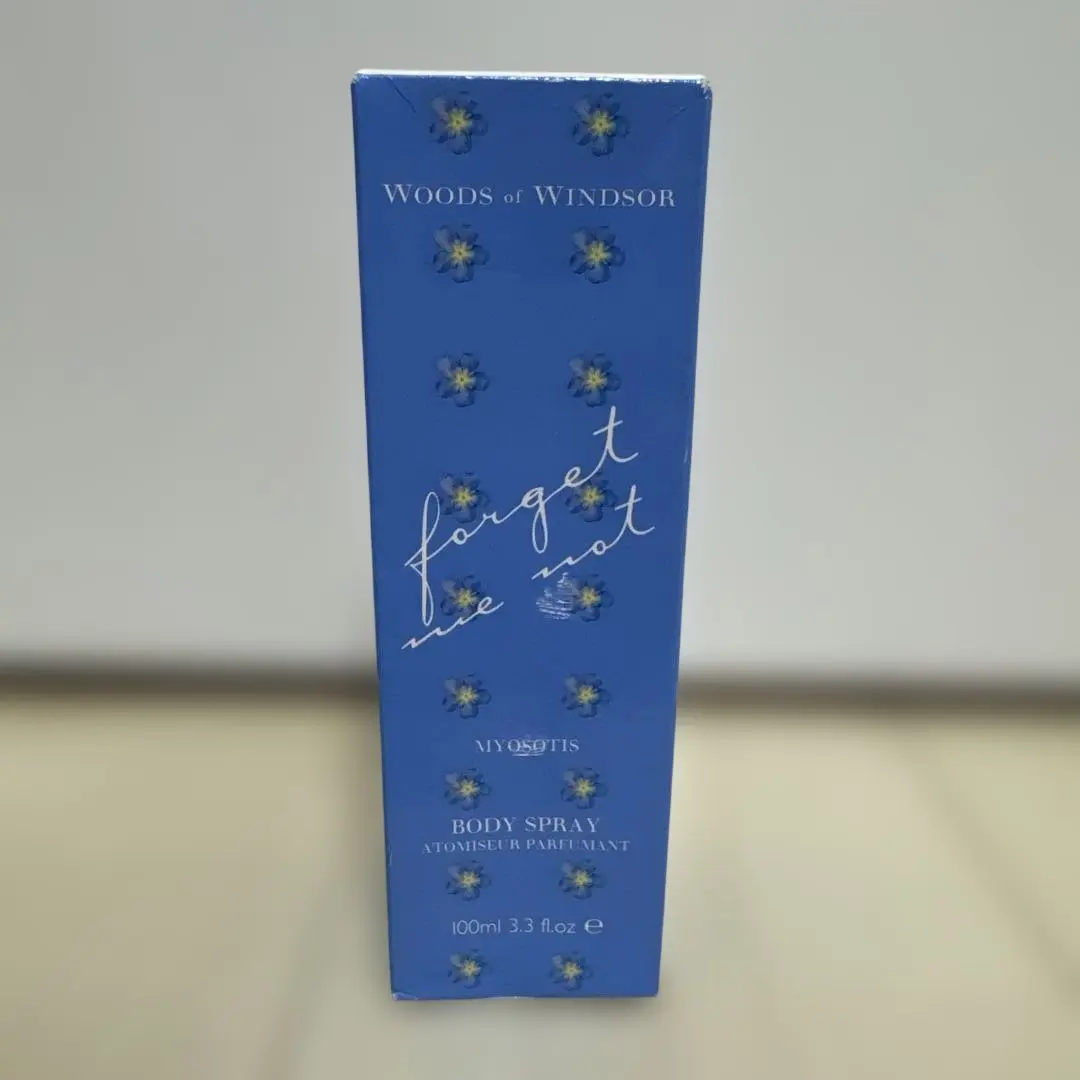 WOODS of WINDSOR
forget
me not
MYOSOTIS
BODY SPRAY
ATOMISEUR PARFUMANT
100ml 3.3 fl.oz ℮